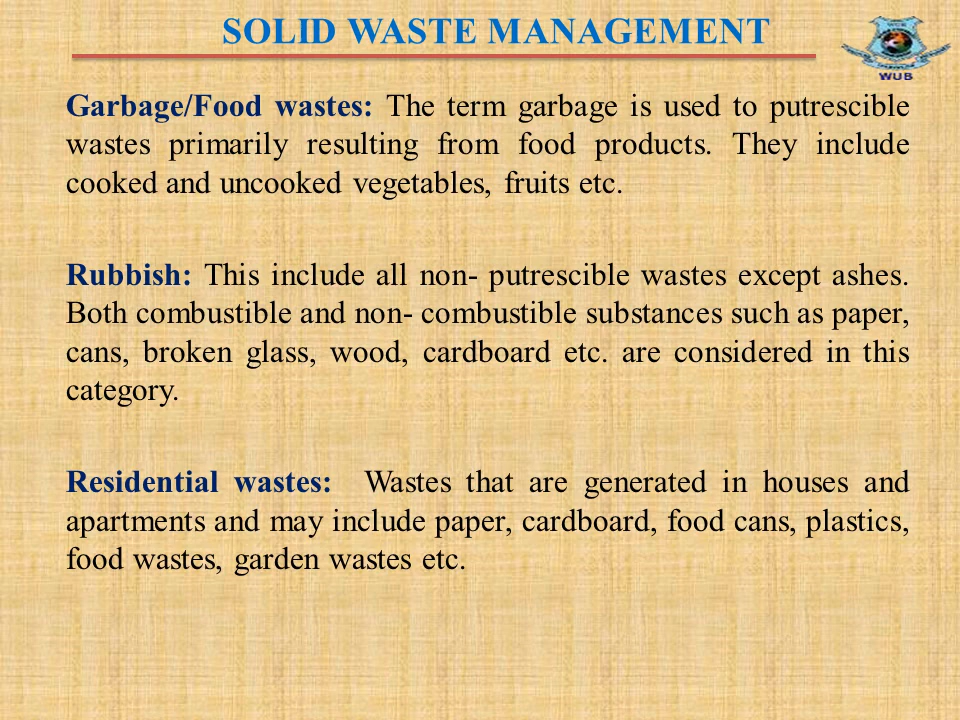 SOLID WASTE MANAGEMENT
WUB
Garbage/Food wastes: The term garbage is used to putrescible
wastes primarily resulting from food products. They include
cooked and uncooked vegetables, fruits etc.
Rubbish: This include all non- putrescible wastes except ashes.
Both combustible and non- combustible substances such as paper,
cans, broken glass, wood, cardboard etc. are considered in this
category.
Residential wastes: Wastes that are generated in houses and
apartments and may include paper, cardboard, food cans, plastics,
food wastes, garden wastes etc.